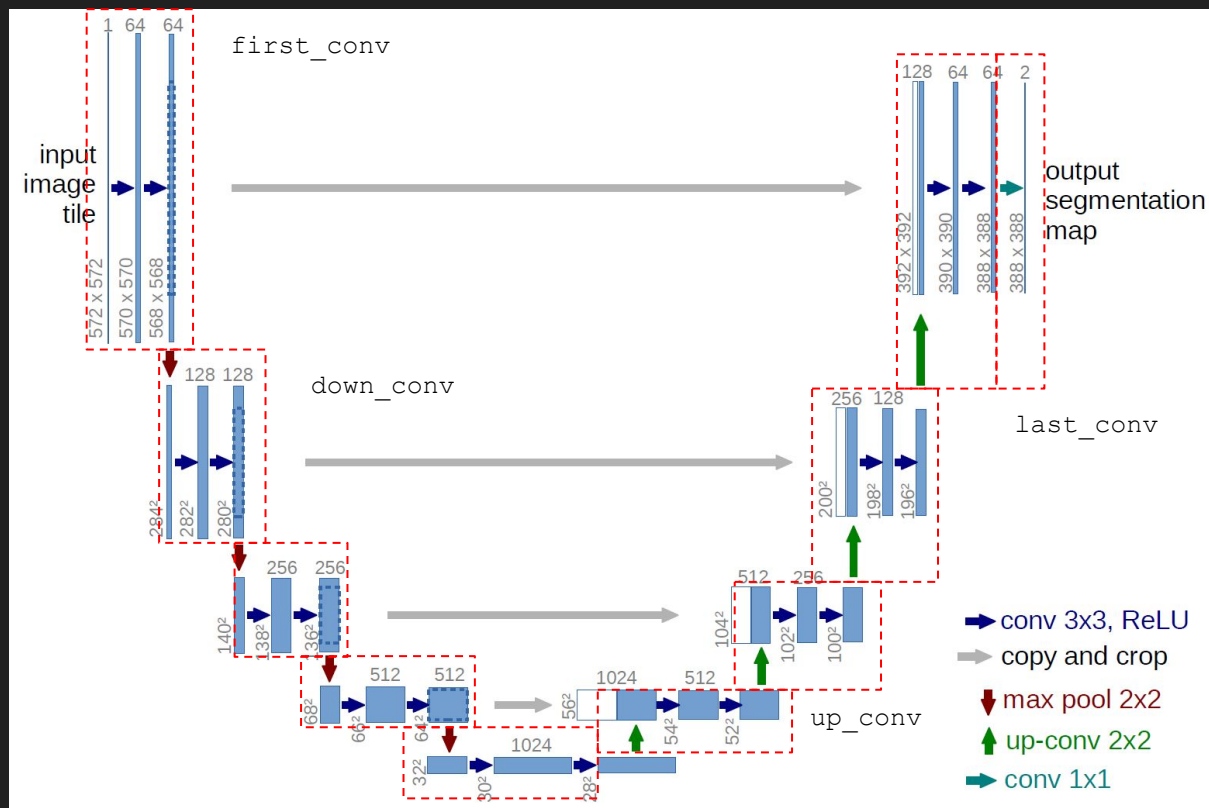 1 64 64
first_conv
128 64 64 2
input
image
tile
output
segmentation
map
572 x 572
570 x 570
568 x 568
392 x 392
390 x 390
388 x 388
388 x 388
128 128
down_conv
256 128
last_conv
284²
282²
280²
200²
198²
196²
256 256
512 256
140²
138²
136²
104²
102²
100²
conv 3x3, ReLU
copy and crop
max pool 2x2
up-conv 2x2
conv 1x1
512 512
1024 512
68²
66²
64²
56²
54²
52²
up_conv
1024
32²
30²
28²